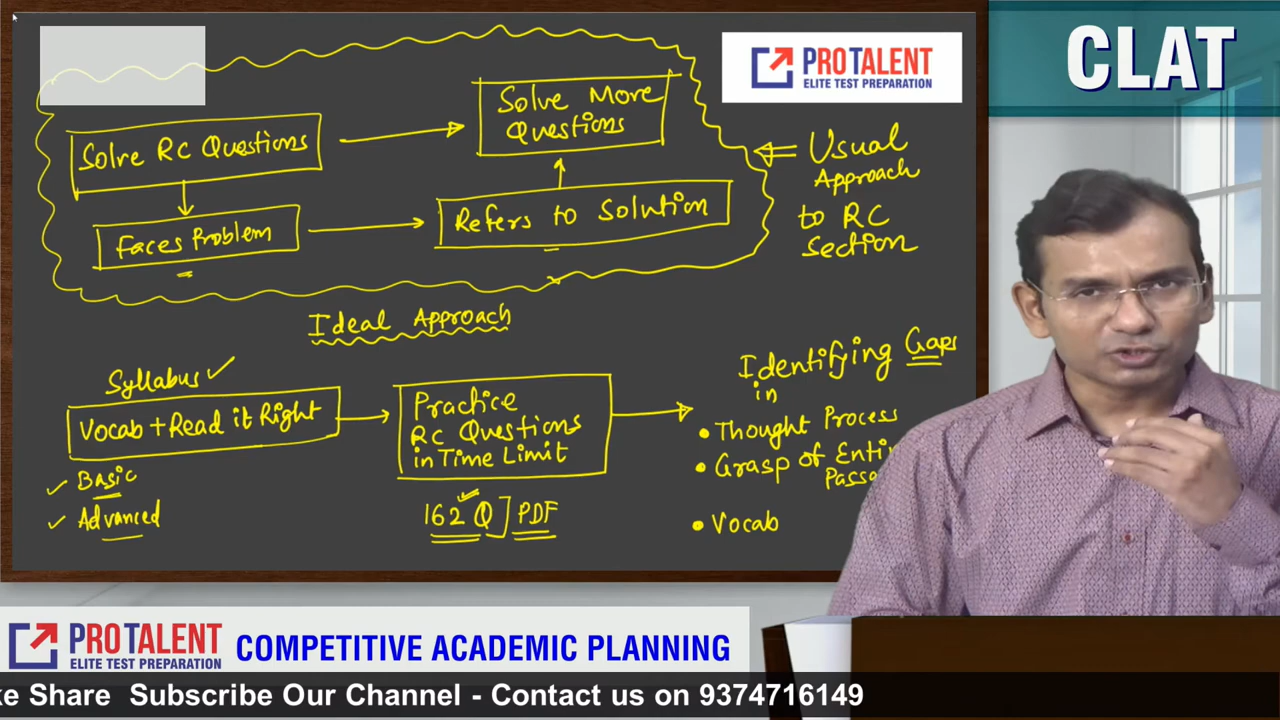 CLAT
PROTALENT
ELITE TEST PREPARATION
Solve RC Questions
Solve More
Questions
Faces Problem
Refers to Solution
Usual
Approach
to RC
Section
Ideal Approach
Syllabus
Vocab + Read it Right
Basic
Advanced
Practice
RC Questions
in Time Limit
162 Q] PDF
Identifying Gaps
in
• Thought Process
• Grasp of
• Vocab
PROTALENT
ELITE TEST PREPARATION
COMPETITIVE ACADEMIC PLANNING
Share Subscribe Our Channel - Contact us on 9374716149